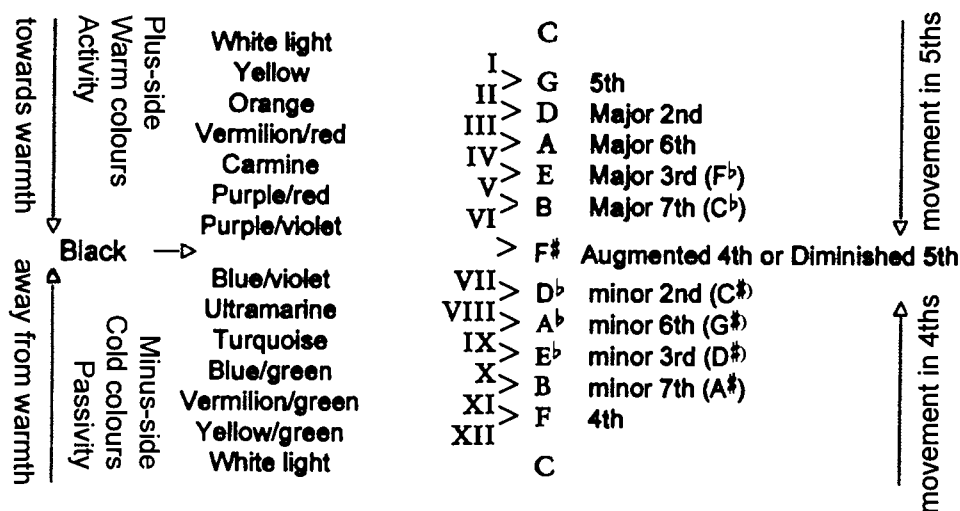 towards warmth
Plus-side
Warm colours
Activity
White light
Yellow
Orange
Vermilion/red
Carmine
Purple/red
Purple/violet
Black
Blue/violet
Ultramarine
Turquoise
Blue/green
Vermilion/green
Yellow/green
White light
away from warmth
Minus-side
Cold colours
Passivity
C
I
> G 5th
II
> D Major 2nd
III
> A Major 6th
IV
> E Major 3rd (F♭)
V
> B Major 7th (C♭)
VI
> F# Augmented 4th or Diminished 5th
VII
> D♭ minor 2nd (C#)
VIII
> A♭ minor 6th (G#)
IX
> E♭ minor 3rd (D#)
X
> B minor 7th (A#)
XI
> F 4th
XII
C
movement in 5ths
movement in 4ths